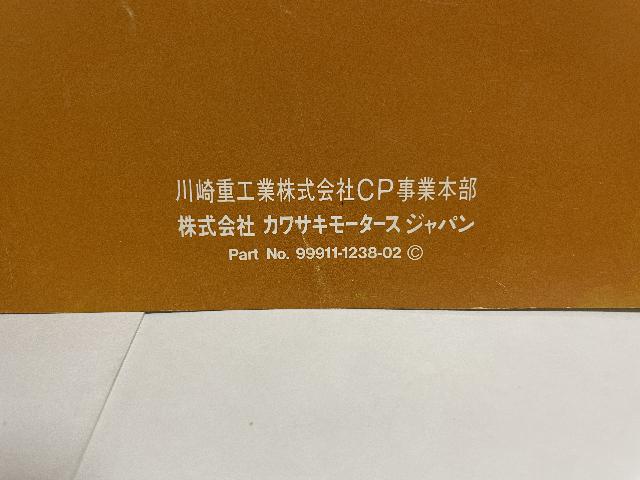 川崎重工業株式会社CP事業本部
株式会社 カワサキモータースジャパン
Part No. 99911-1238-02 ©